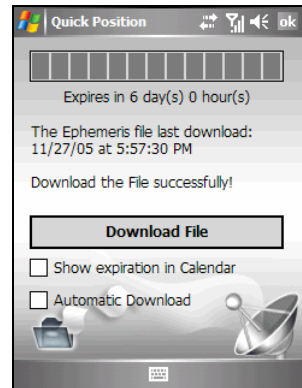 Quick Position
ok
Expires in 6 day(s) 0 hour(s)
The Ephemeris file last download:
11/27/05 at 5:57:30 PM
Download the File successfully!
Download File
Show expiration in Calendar
Automatic Download